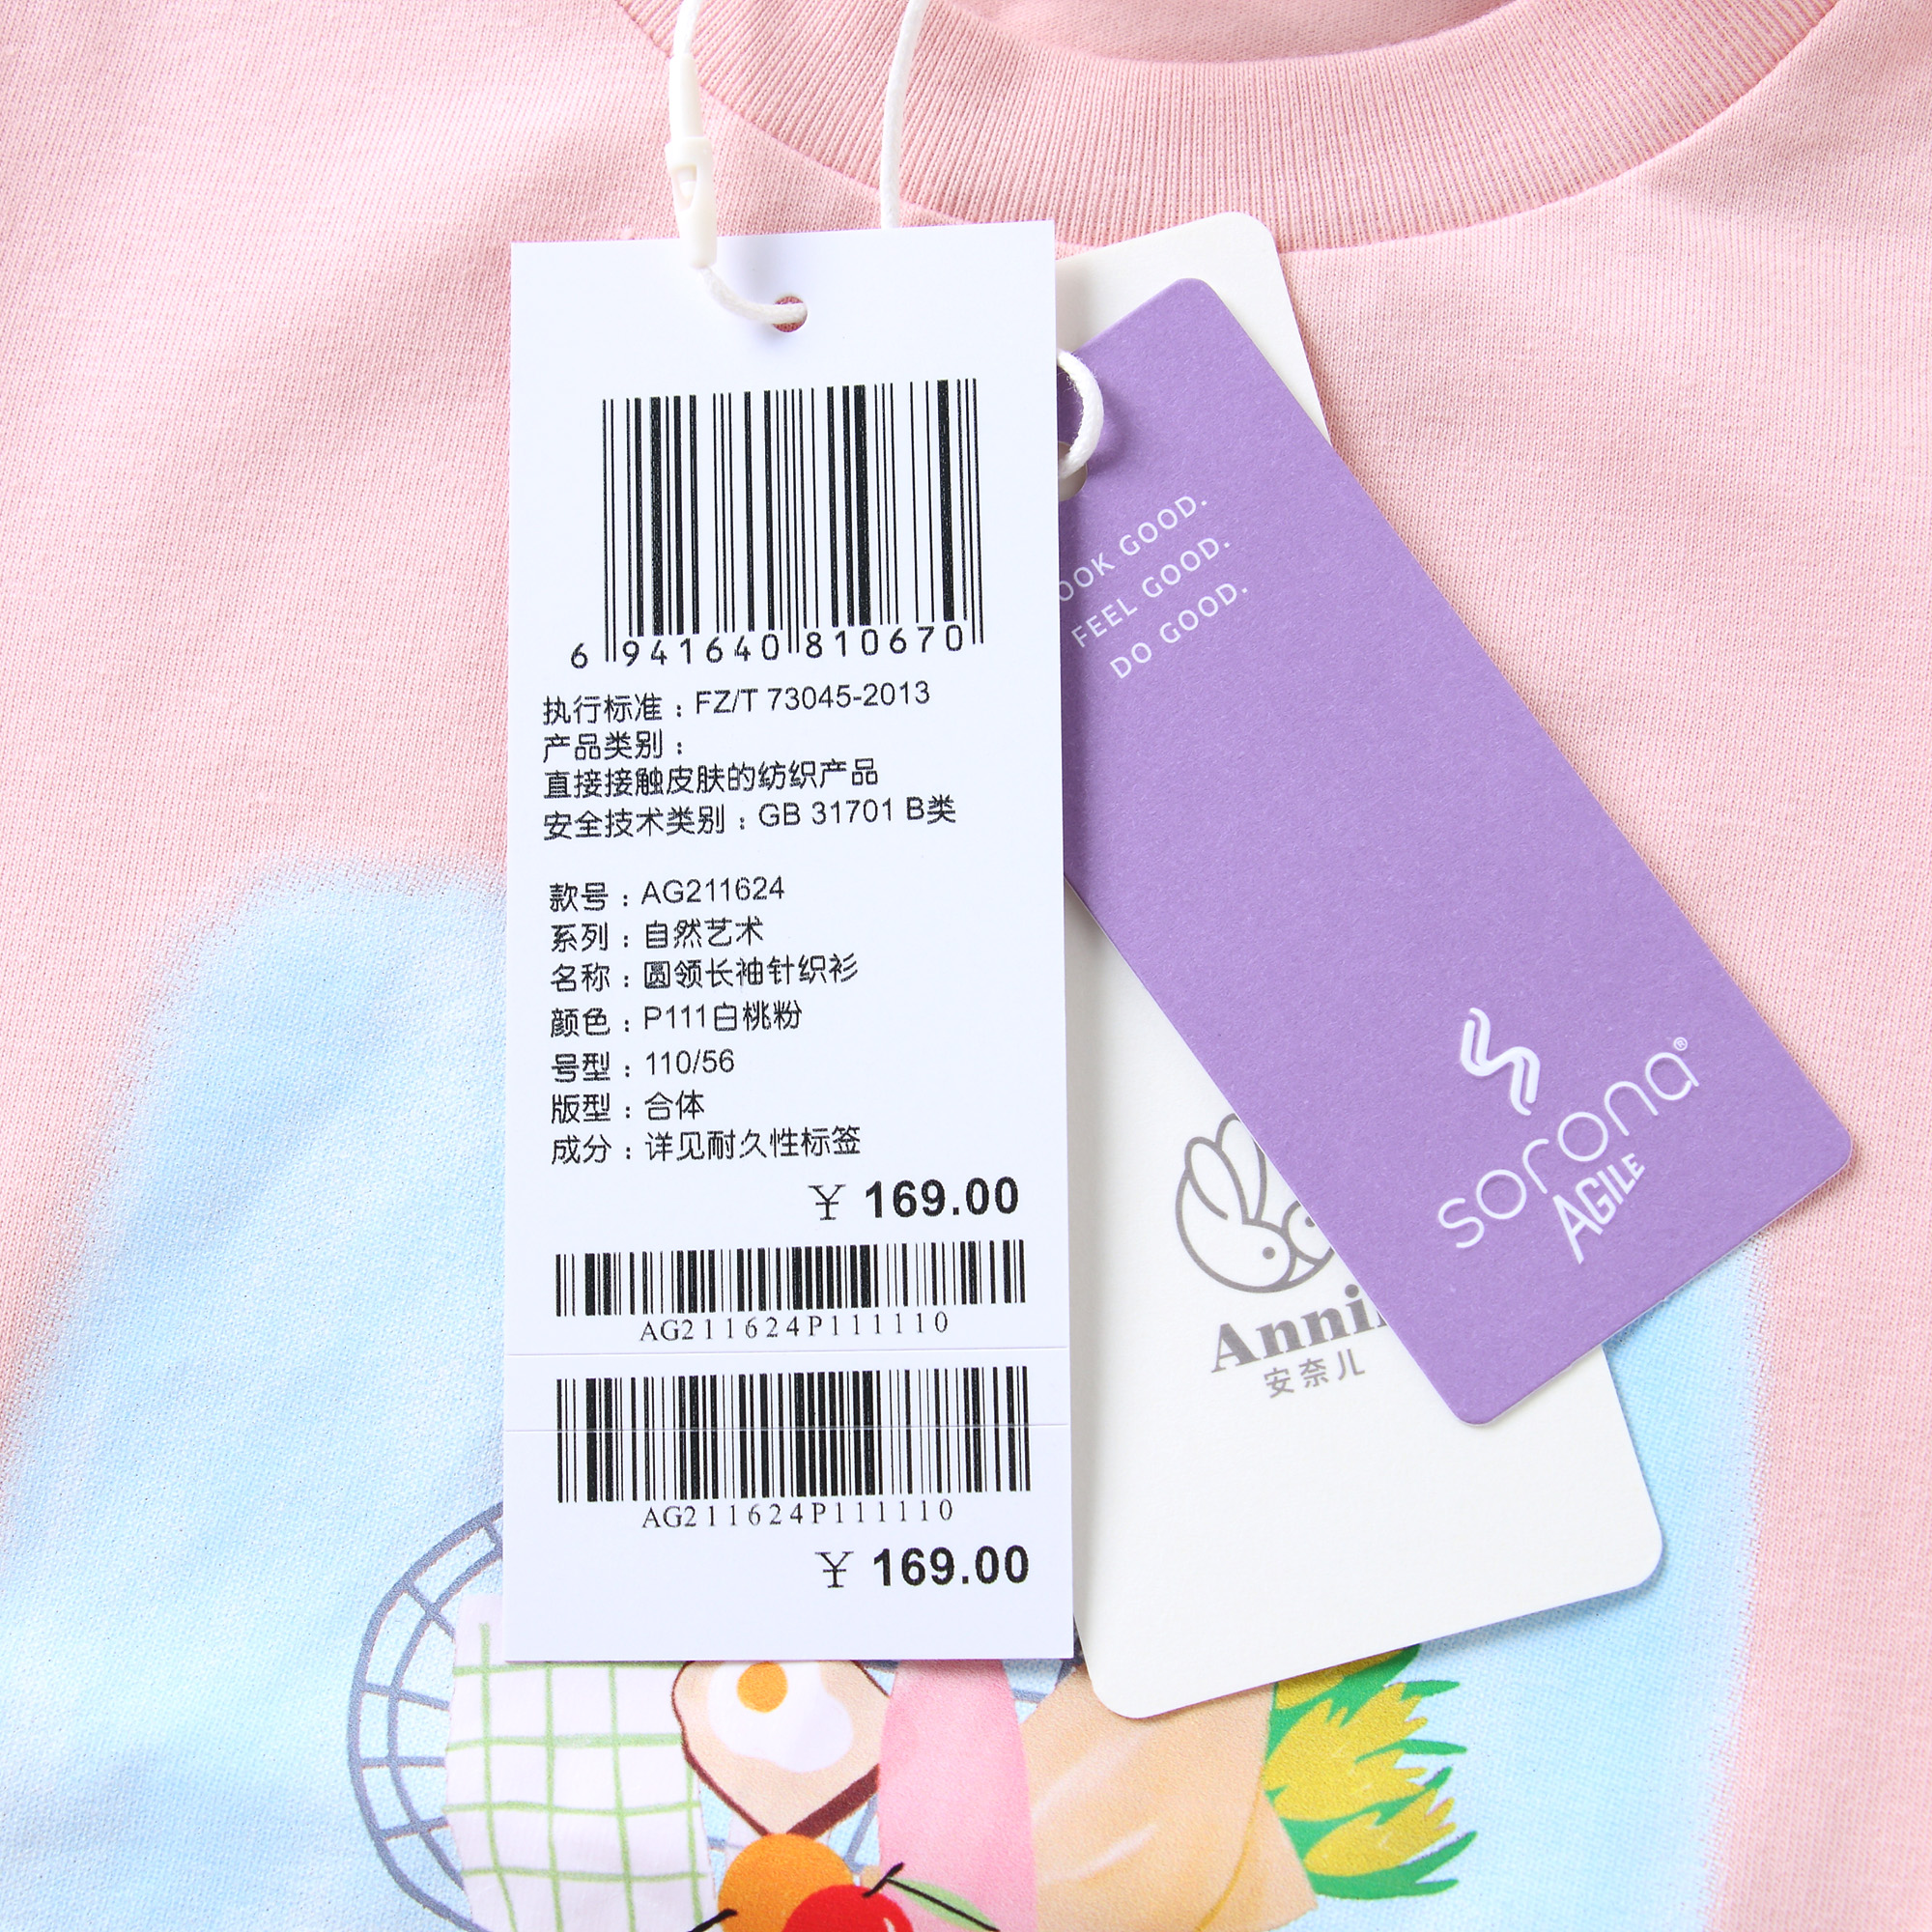 6 941640 810670
执行标准：FZ/T 73045-2013
产品类别：
直接接触皮肤的纺织产品
安全技术类别：GB 31701 B类
款号：AG211624
系列：自然艺术
名称：圆领长袖针织衫
颜色：P111白桃粉
号型：110/56
版型：合体
成分：详见耐久性标签
¥ 169.00
AG211624P111110
AG211624P111110
¥ 169.00
OOK GOOD.
FEEL GOOD.
DO GOOD.
sorona®
AGILE
Anni
安奈儿